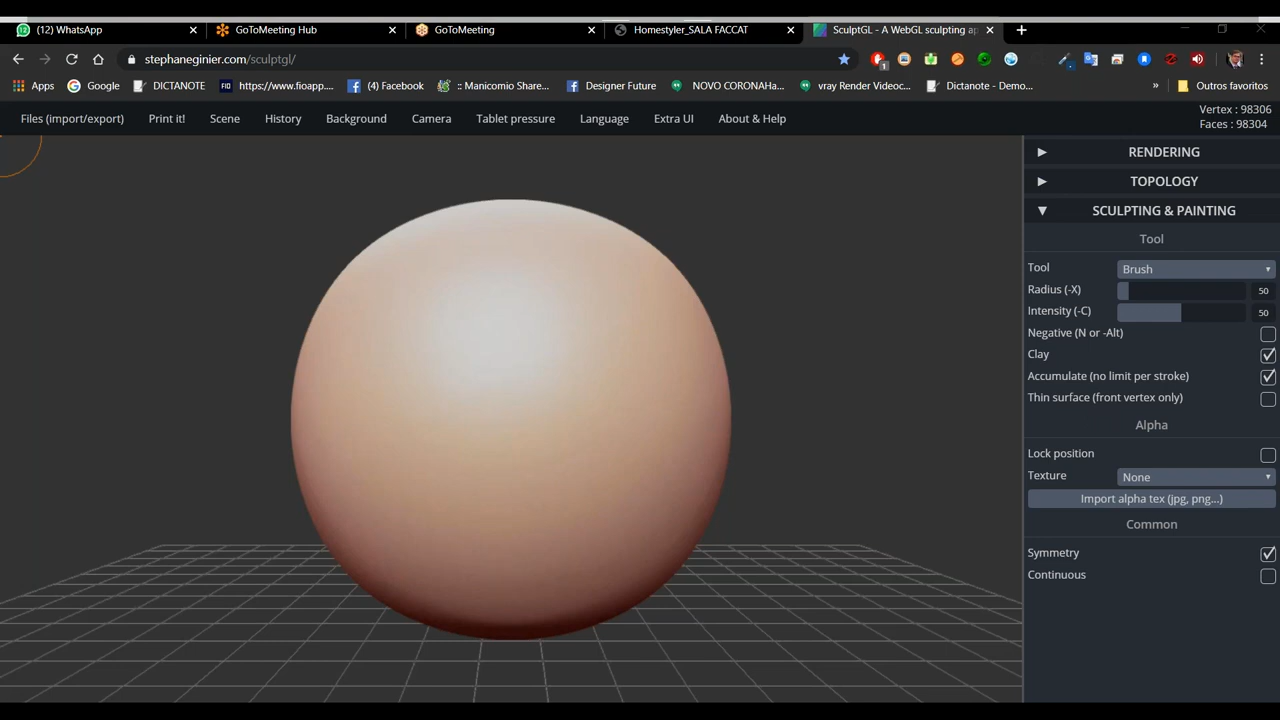 (12) WhatsApp
GoToMeeting Hub
GoToMeeting
Homestyler_SALA FACCAT
SculptGL - A WebGL sculpting ap
stephaneginier.com/sculptgl/
1
Apps
Google
DICTANOTE
FIO
https://www.fioapp....
(4) Facebook
:: Manicomio Share...
Designer Future
NOVO CORONAHa...
vray Render Videoc...
Dictanote - Demo...
»
Outros favoritos
Files (import/export)
Print it!
Scene
History
Background
Camera
Tablet pressure
Language
Extra UI
About & Help
Vertex : 98306
Faces : 98304
RENDERING
TOPOLOGY
SCULPTING & PAINTING
Tool
Tool
Brush
Radius (-X)
50
Intensity (-C)
50
Negative (N or -Alt)
Clay
Accumulate (no limit per stroke)
Thin surface (front vertex only)
Alpha
Lock position
Texture
None
Import alpha tex (jpg, png...)
Common
Symmetry
Continuous